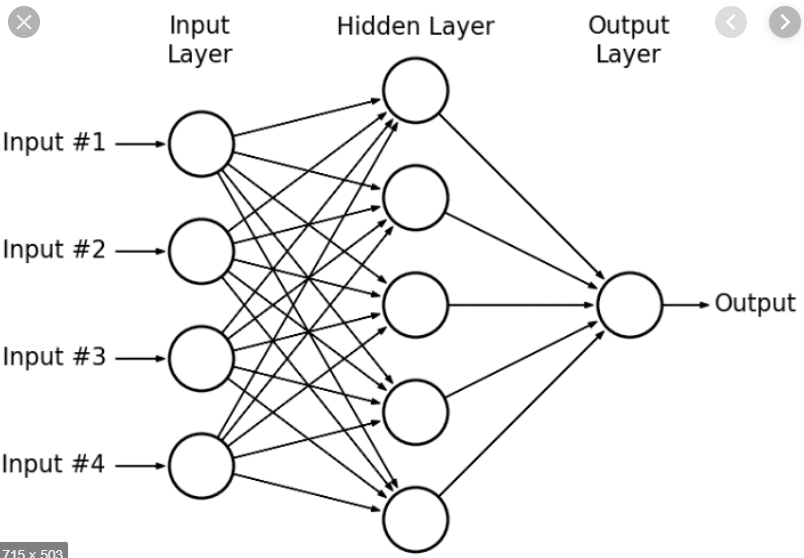 Input
Layer
Hidden Layer
Output
Layer
Input #1
Input #2
Input #3
Input #4
Output
715 x 503